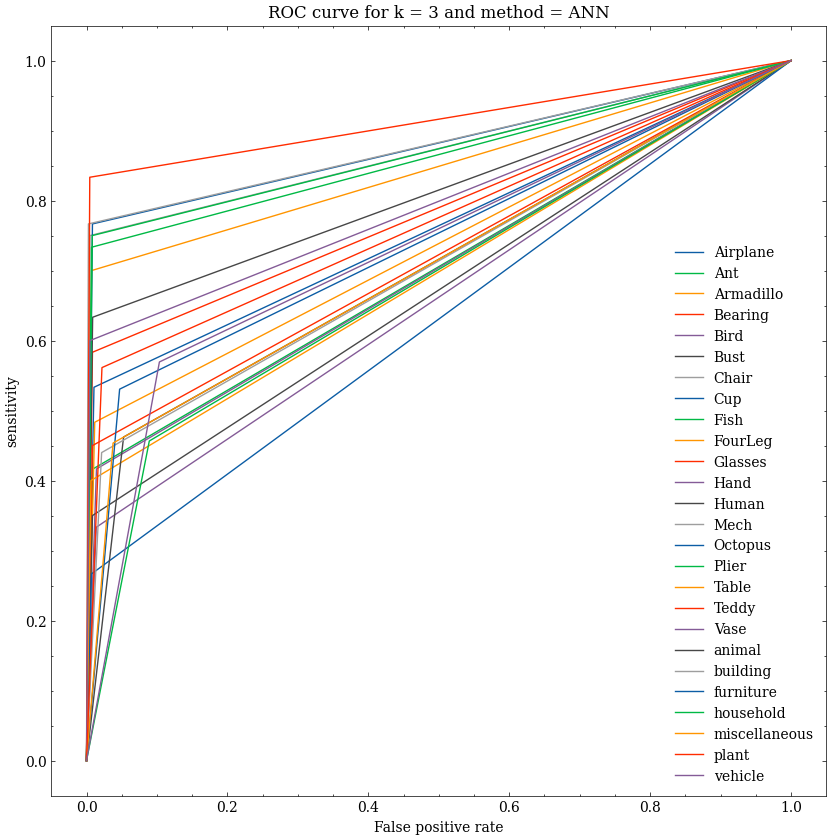 ROC curve for k = 3 and method = ANN
sensitivity
1.0
0.8
0.6
0.4
0.2
0.0
Airplane
Ant
Armadillo
Bearing
Bird
Bust
Chair
Cup
Fish
FourLeg
Glasses
Hand
Human
Mech
Octopus
Plier
Table
Teddy
Vase
animal
building
furniture
household
miscellaneous
plant
vehicle
0.0 0.2 0.4 0.6 0.8 1.0
False positive rate